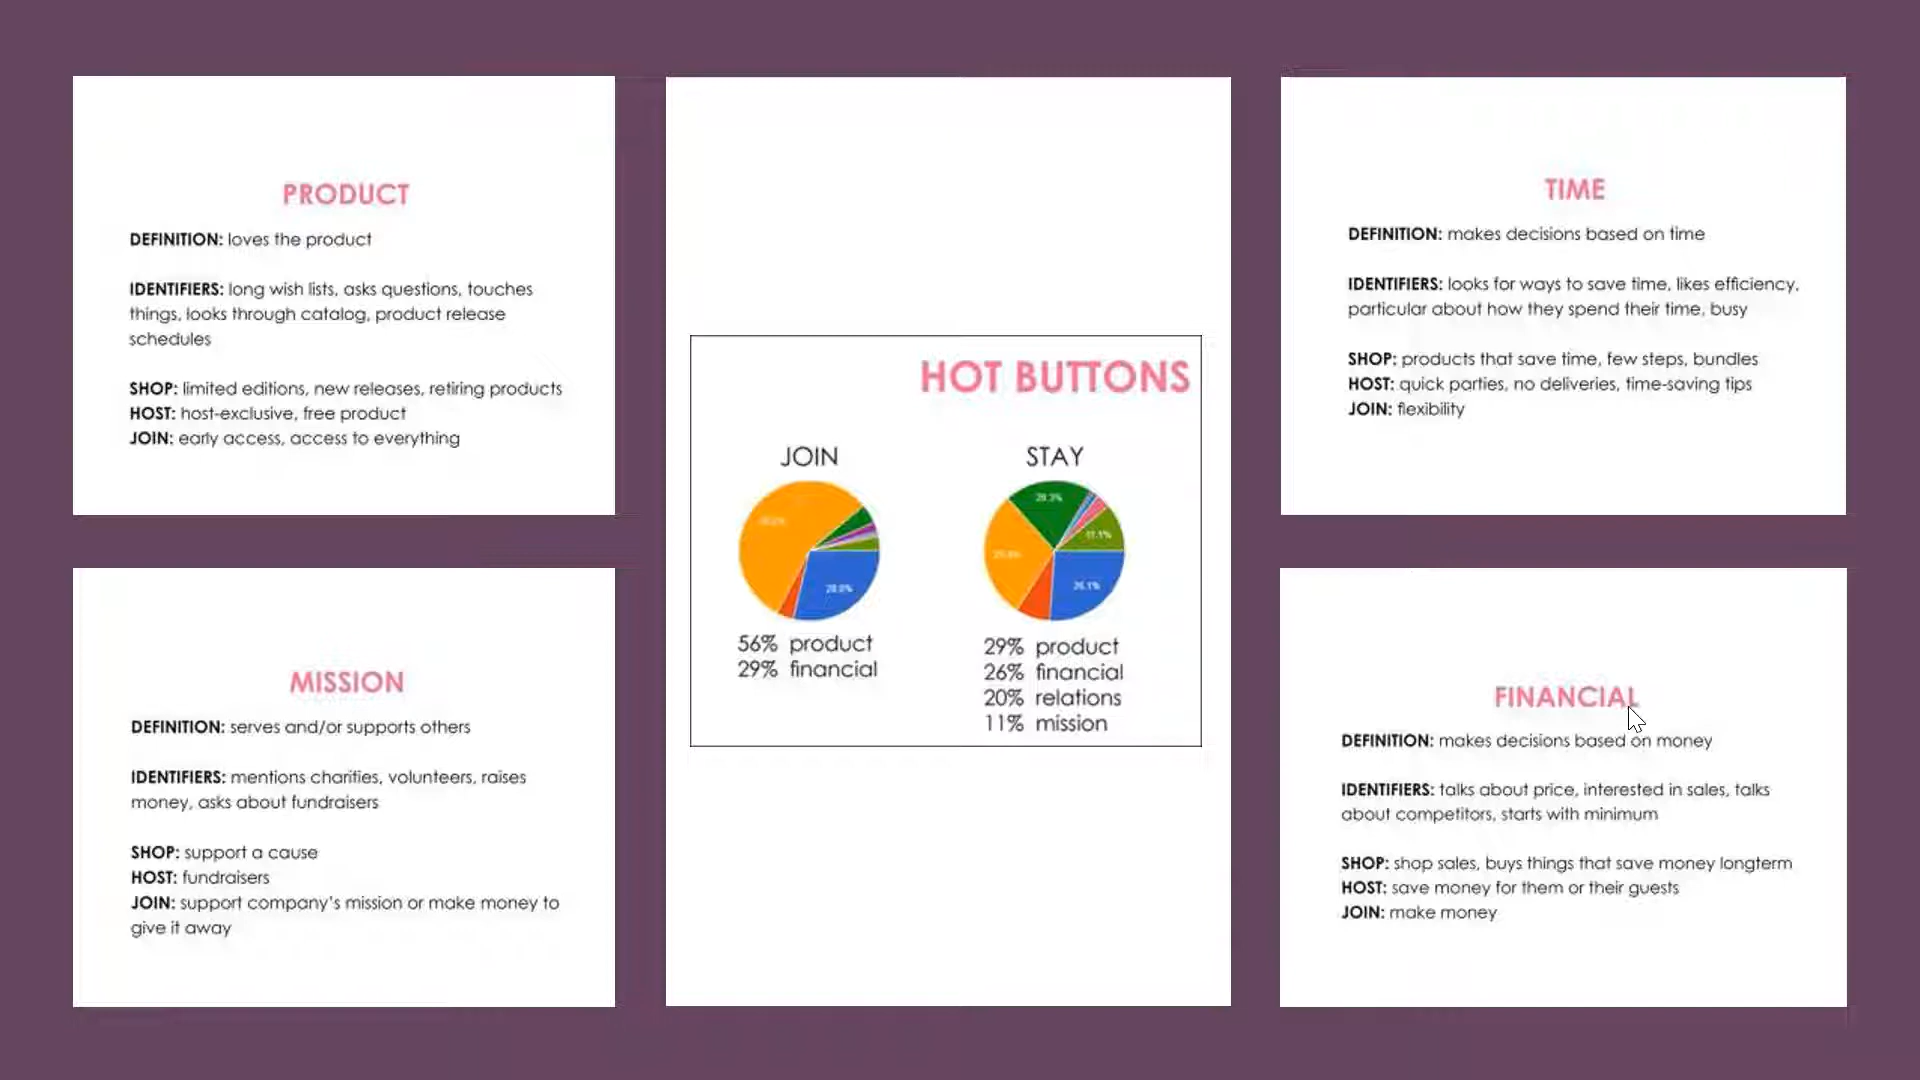 PRODUCT
DEFINITION: loves the product
IDENTIFIERS: long wish lists, asks questions, touches
things, looks through catalog, product release
schedules
SHOP: limited editions, new releases, retiring products
HOST: host-exclusive, free product
JOIN: early access, access to everything
MISSION
DEFINITION: serves and/or supports others
IDENTIFIERS: mentions charities, volunteers, raises
money, asks about fundraisers
SHOP: support a cause
HOST: fundraisers
JOIN: support company's mission or make money to
give it away
HOT BUTTONS
JOIN
28.8%
56% product
29% financial
STAY
11.1%
26.1%
29% product
26% financial
20% relations
11% mission
TIME
DEFINITION: makes decisions based on time
IDENTIFIERS: looks for ways to save time, likes efficiency,
particular about how they spend their time, busy
SHOP: products that save time, few steps, bundles
HOST: quick parties, no deliveries, time-saving tips
JOIN: flexibility
FINANCIAL
DEFINITION: makes decisions based on money
IDENTIFIERS: talks about price, interested in sales, talks
about competitors, starts with minimum
SHOP: shop sales, buys things that save money longterm
HOST: save money for them or their guests
JOIN: make money